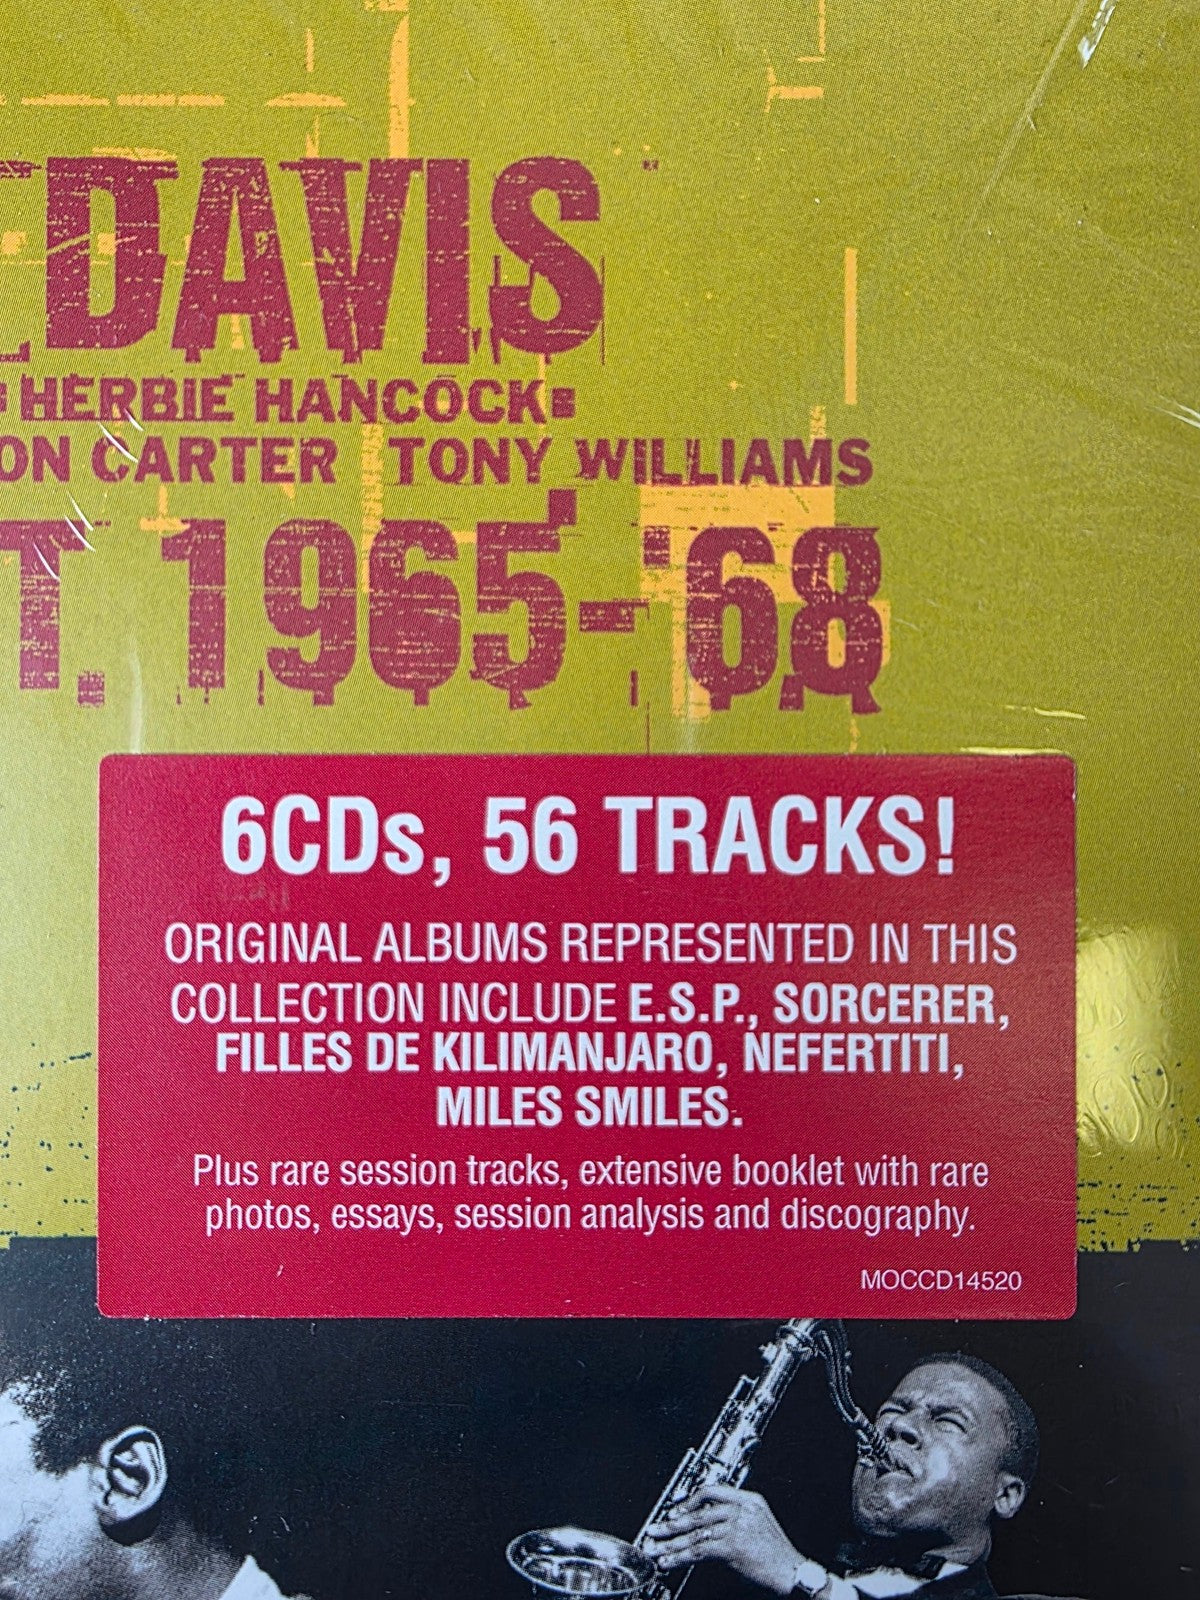 DAVIS
HERBIE HANCOCK
ON CARTER TONY WILLIAMS
T. 1965-'68
6CDs, 56 TRACKS!
ORIGINAL ALBUMS REPRESENTED IN THIS
COLLECTION INCLUDE E.S.P., SORCERER,
FILLES DE KILIMANJARO, NEFERTITI,
MILES SMILES.
Plus rare session tracks, extensive booklet with rare
photos, essays, session analysis and discography.
MOCCD14520